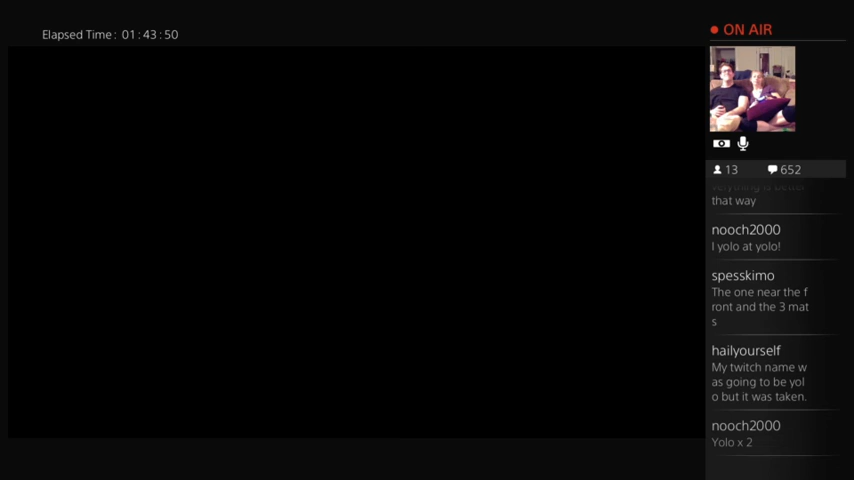 Elapsed Time: 01:43:50
ON AIR
13 652
that way
nooch2000
I yolo at yolo!
spesskimo
The one near the f
ront and the 3 mat
s
hailyourself
My twitch name w
as going to be yol
o but it was taken.
nooch2000
Yolo x 2